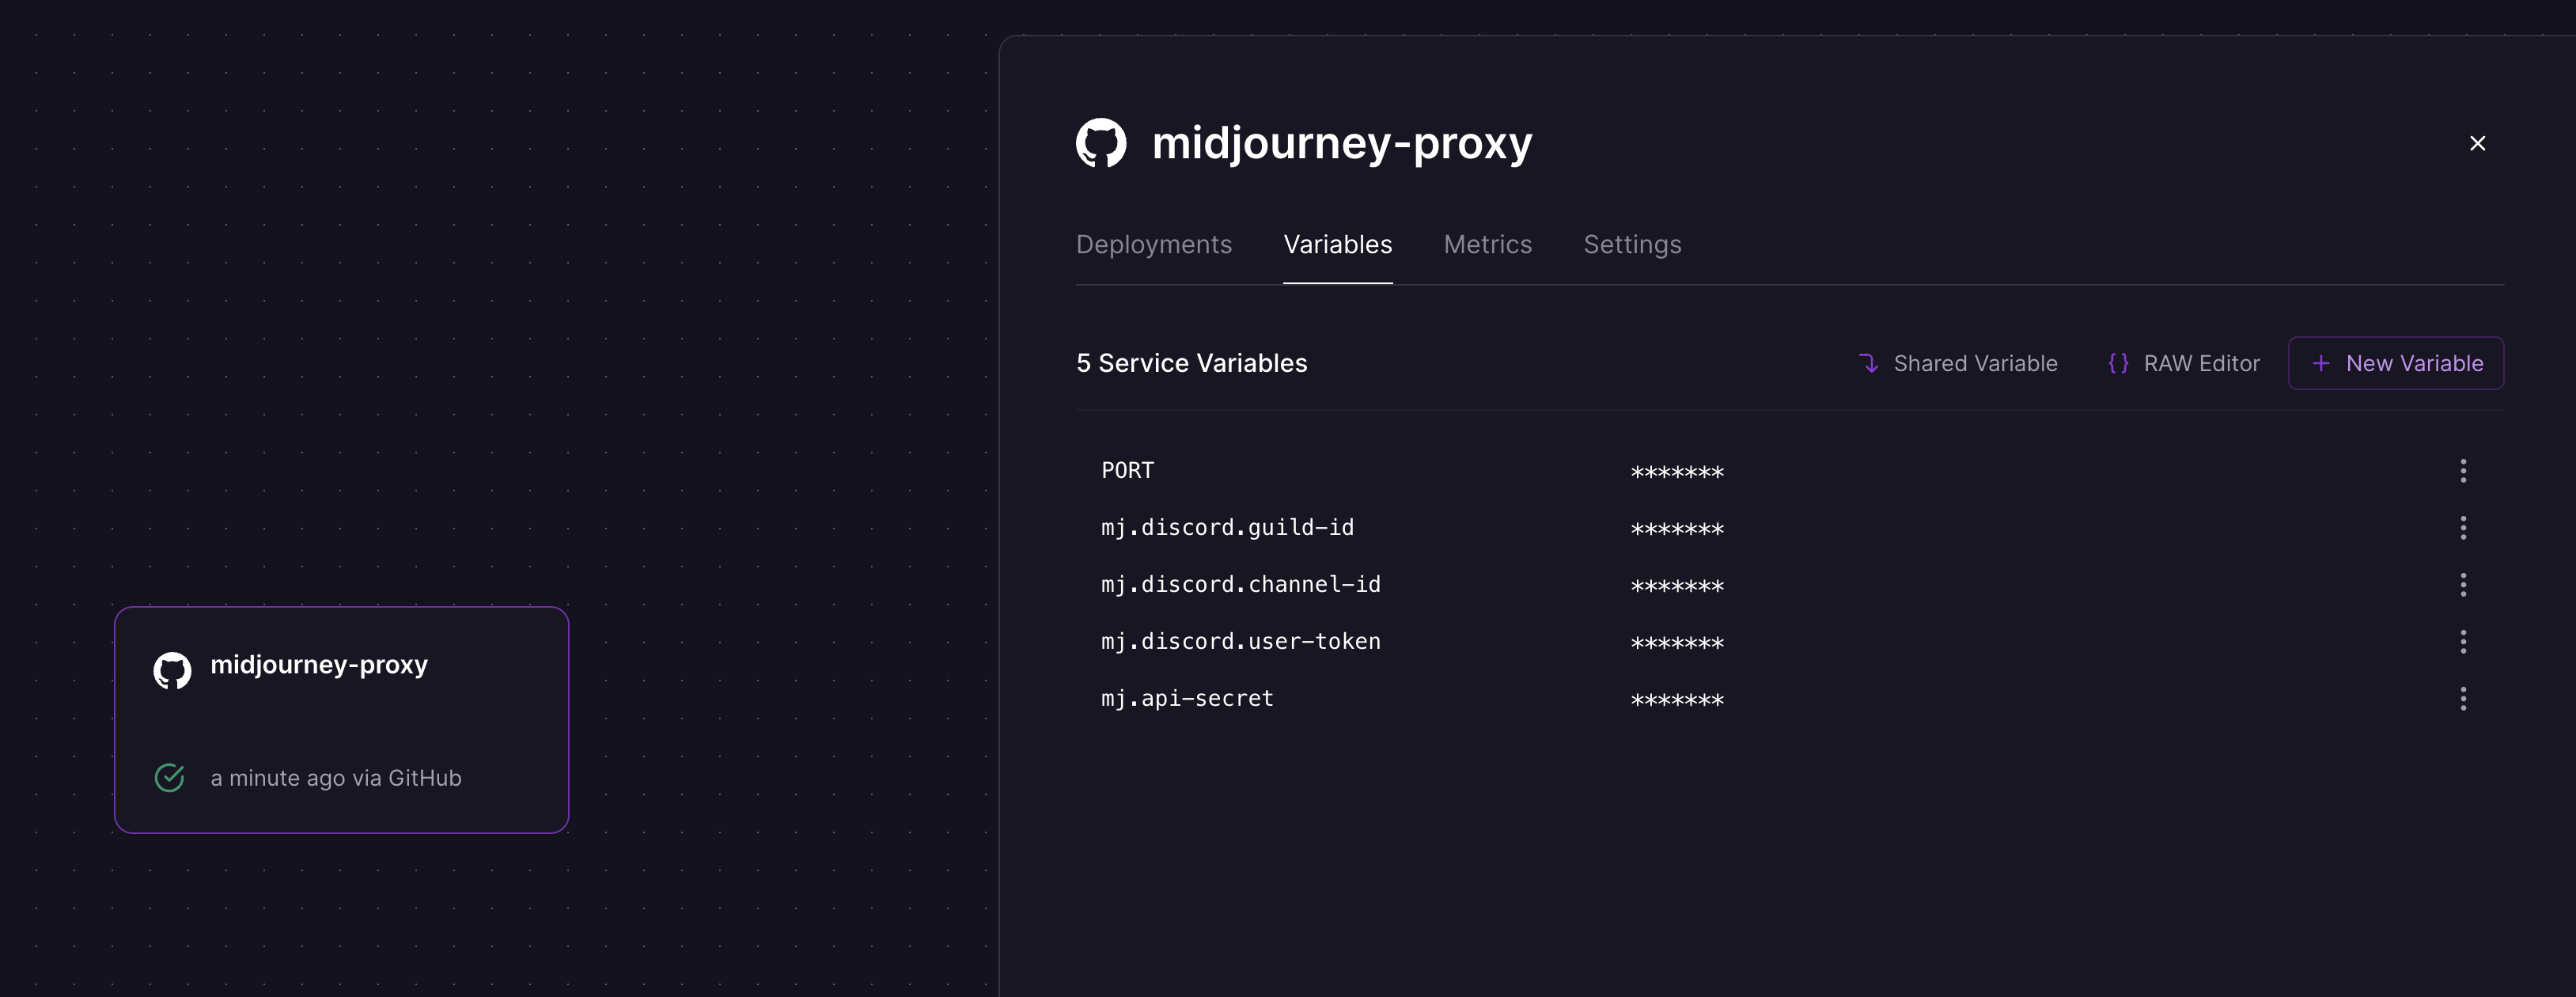 midjourney-proxy
a minute ago via GitHub
midjourney-proxy
Deployments Variables Metrics Settings
5 Service Variables Shared Variable {} RAW Editor + New Variable
PORT *******
mj.discord.guild-id *******
mj.discord.channel-id *******
mj.discord.user-token *******
mj.api-secret *******